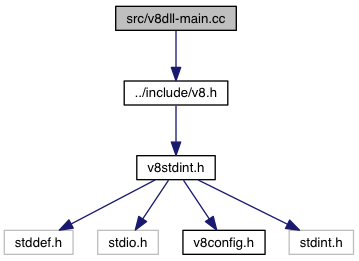 src/v8dll-main.cc
../include/v8.h
v8stdint.h
stddef.h
stdio.h
v8config.h
stdint.h